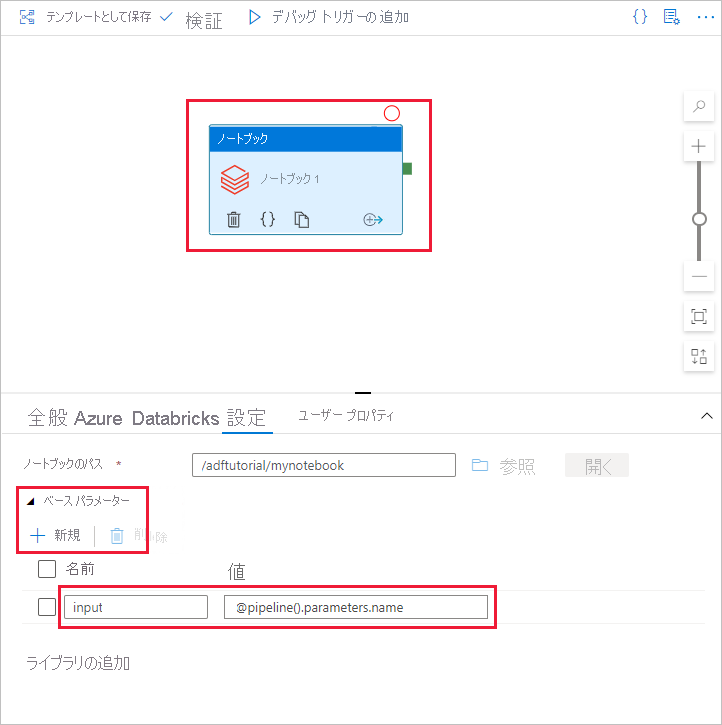 テンプレートとして保存 検証 デバッグ トリガーの追加 {} ...
ノートブック
ノートブック 1
{}
全般 Azure Databricks 設定 ユーザー プロパティ
ノートブックのパス * /adftutorial/mynotebook 参照 開く
ベース パラメーター
新規 削除
名前 値
input @pipeline().parameters.name
ライブラリの追加